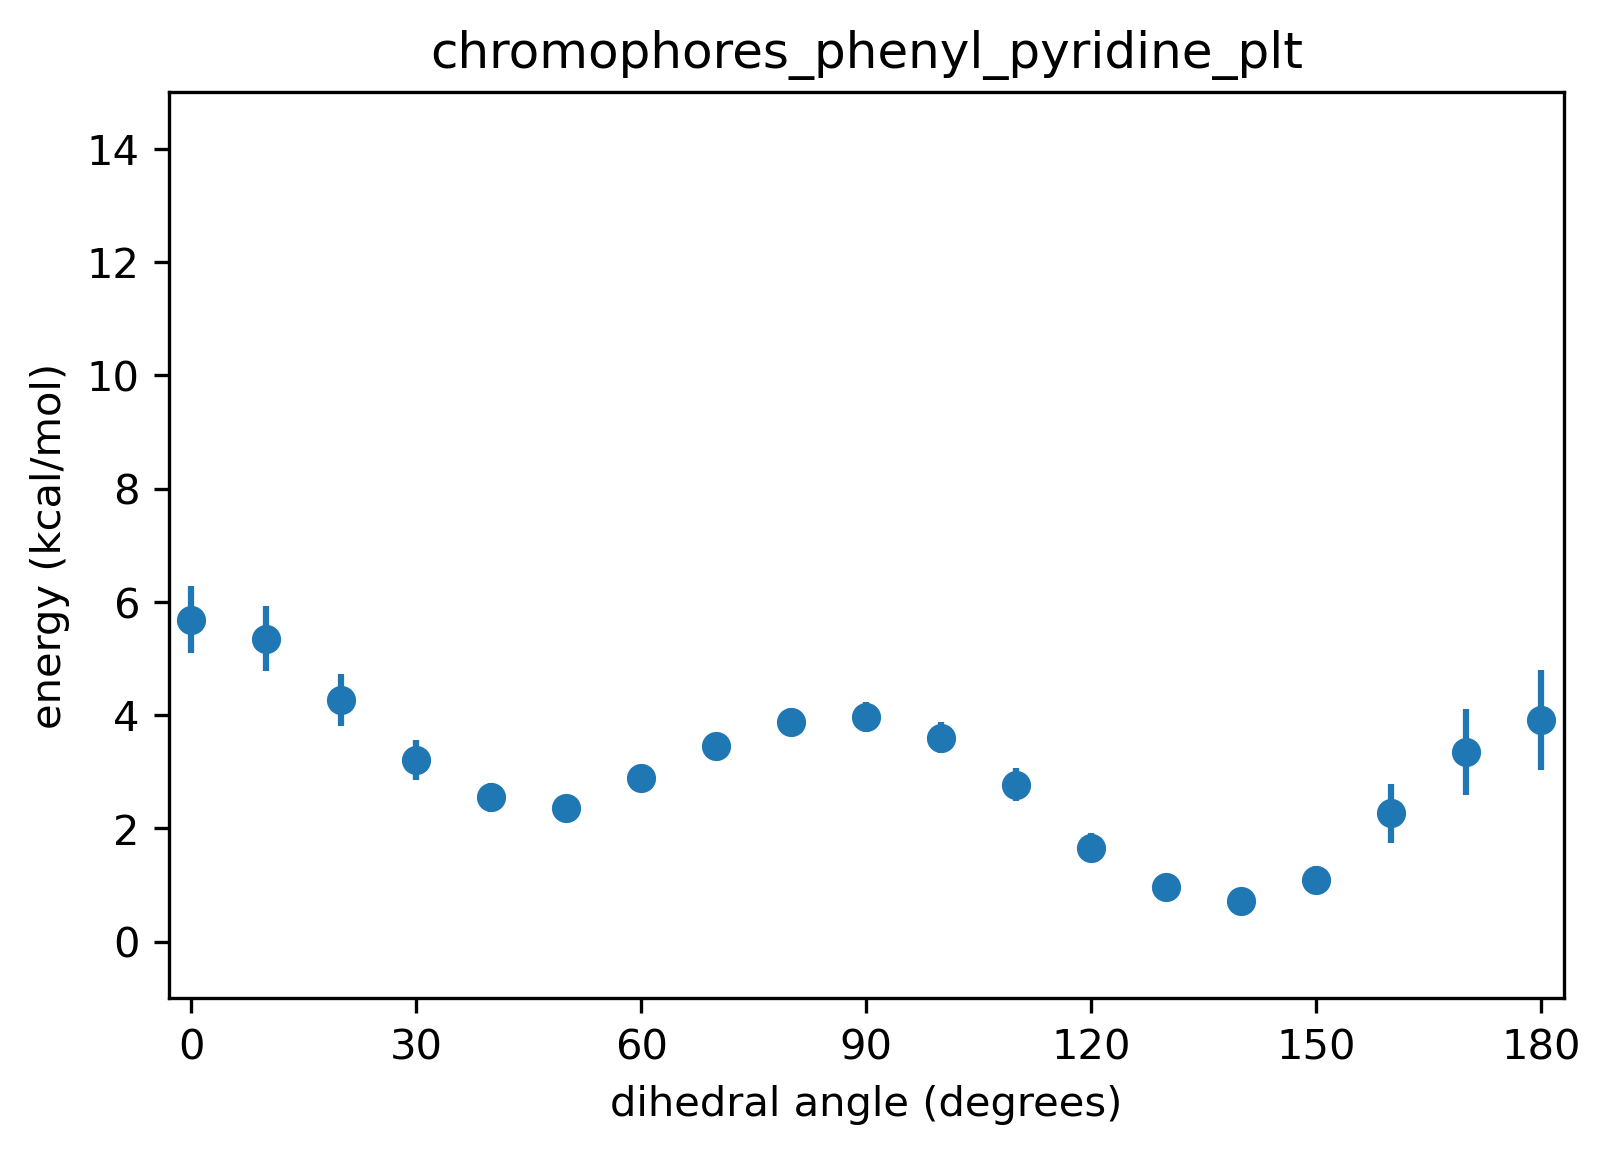 chromophores_phenyl_pyridine_plt
14
12
10
8
6
4
2
0
energy (kcal/mol)
0 30 60 90 120 150 180
dihedral angle (degrees)